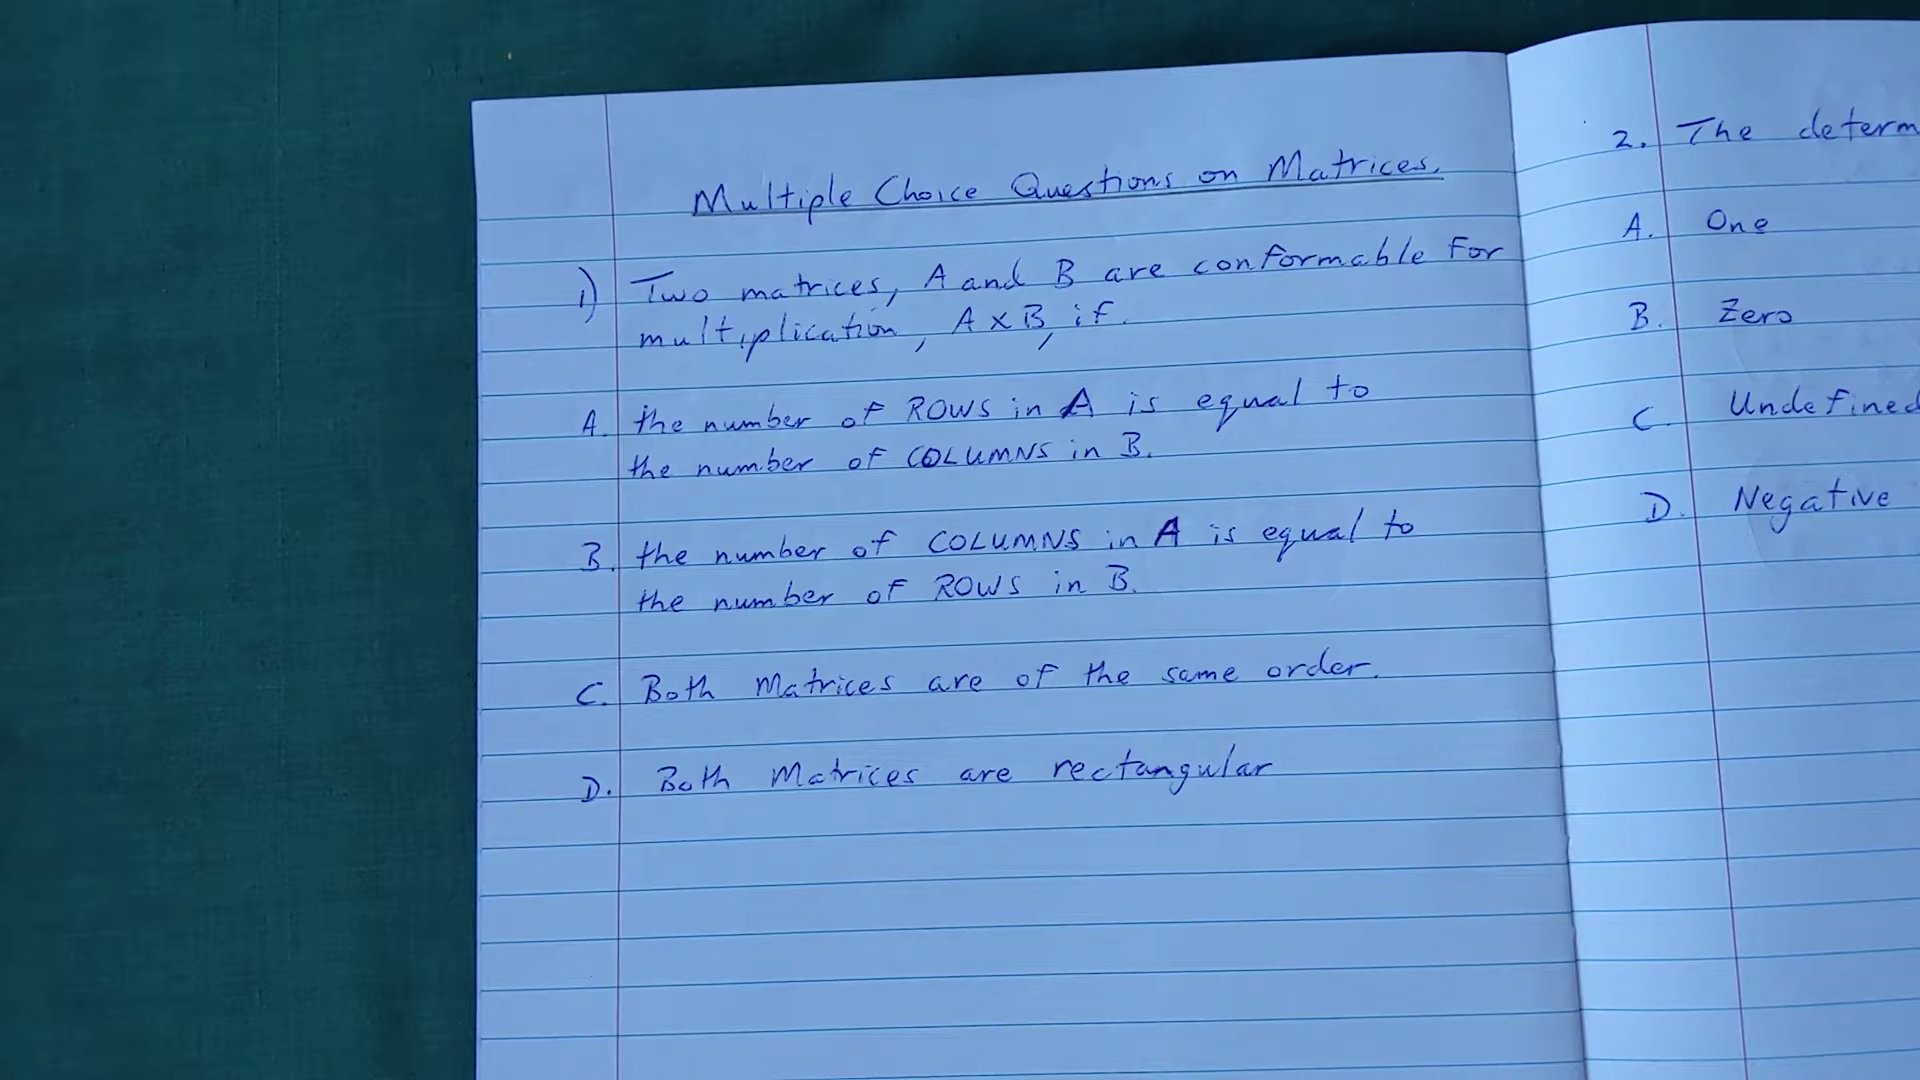 Multiple Choice Questions on Matrices.
1) Two matrices, A and B are conformable for
multiplication, A x B, if
A. the number of ROWS in A is equal to
the number of COLUMNS in B.
B. the number of COLUMNS in A is equal to
the number of ROWS in B.
C. Both Matrices are of the same order.
D. Both Matrices are rectangular
2. The determ
A. One
B. Zero
C. Undefined
D. Negative